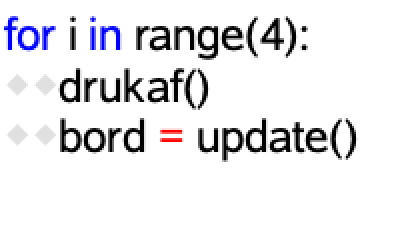 for i in range(4):
  drukaf()
  bord = update()